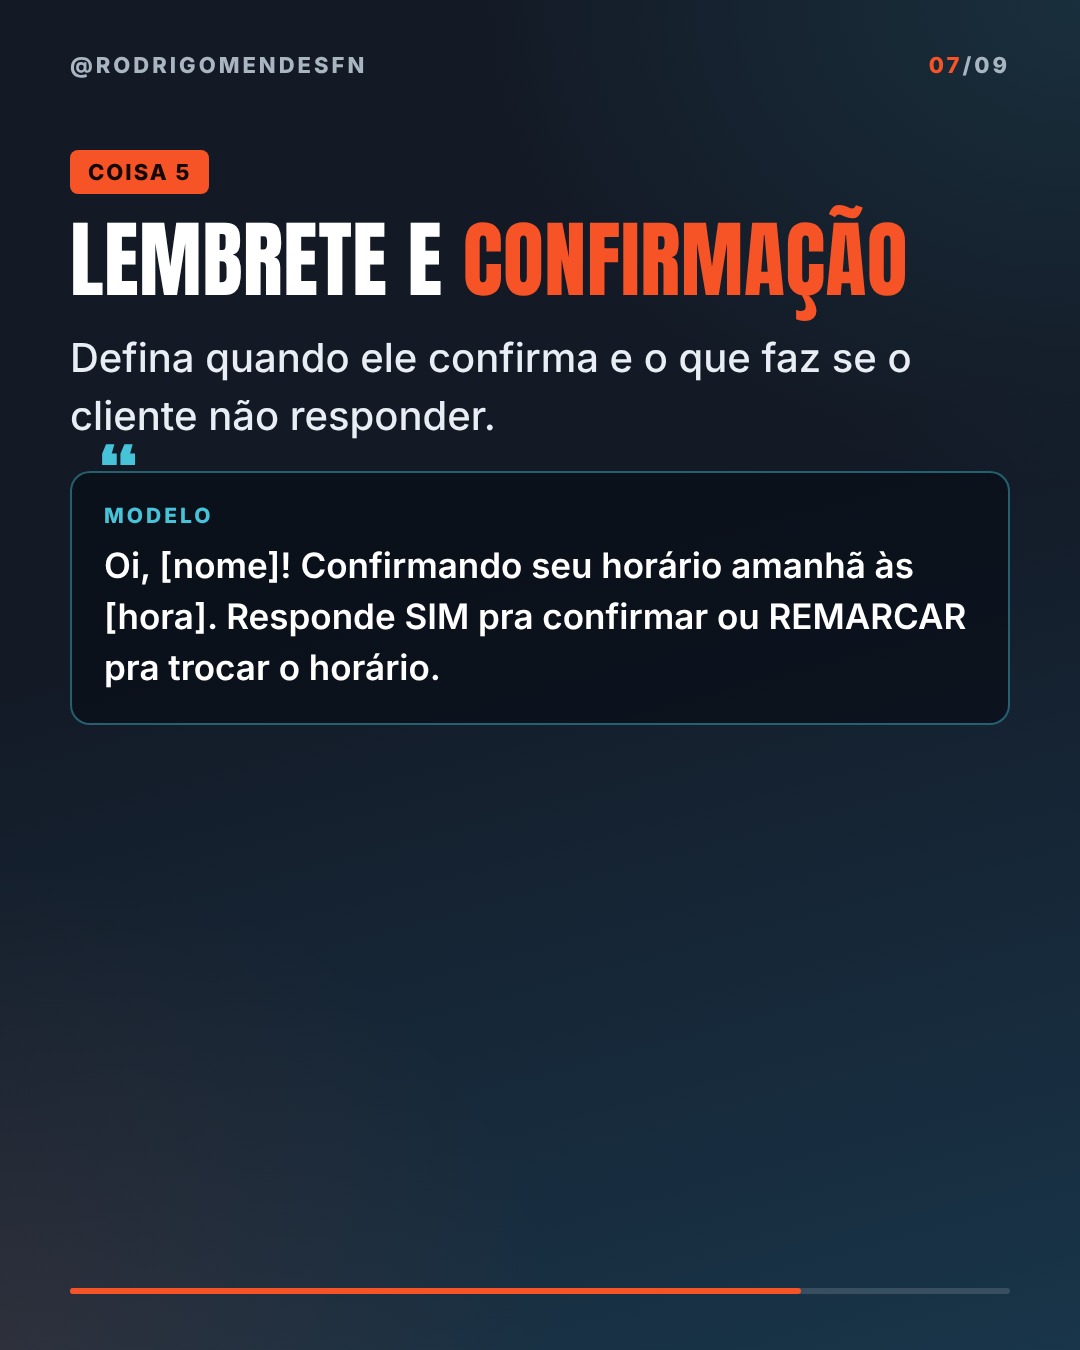 @RODRIGOMENDESFN
07/09
COISA 5
LEMBRETE E CONFIRMAÇÃO
Defina quando ele confirma e o que faz se o
cliente não responder.
“
MODELO
Oi, [nome]! Confirmando seu horário amanhã às
[hora]. Responde SIM pra confirmar ou REMARCAR
pra trocar o horário.